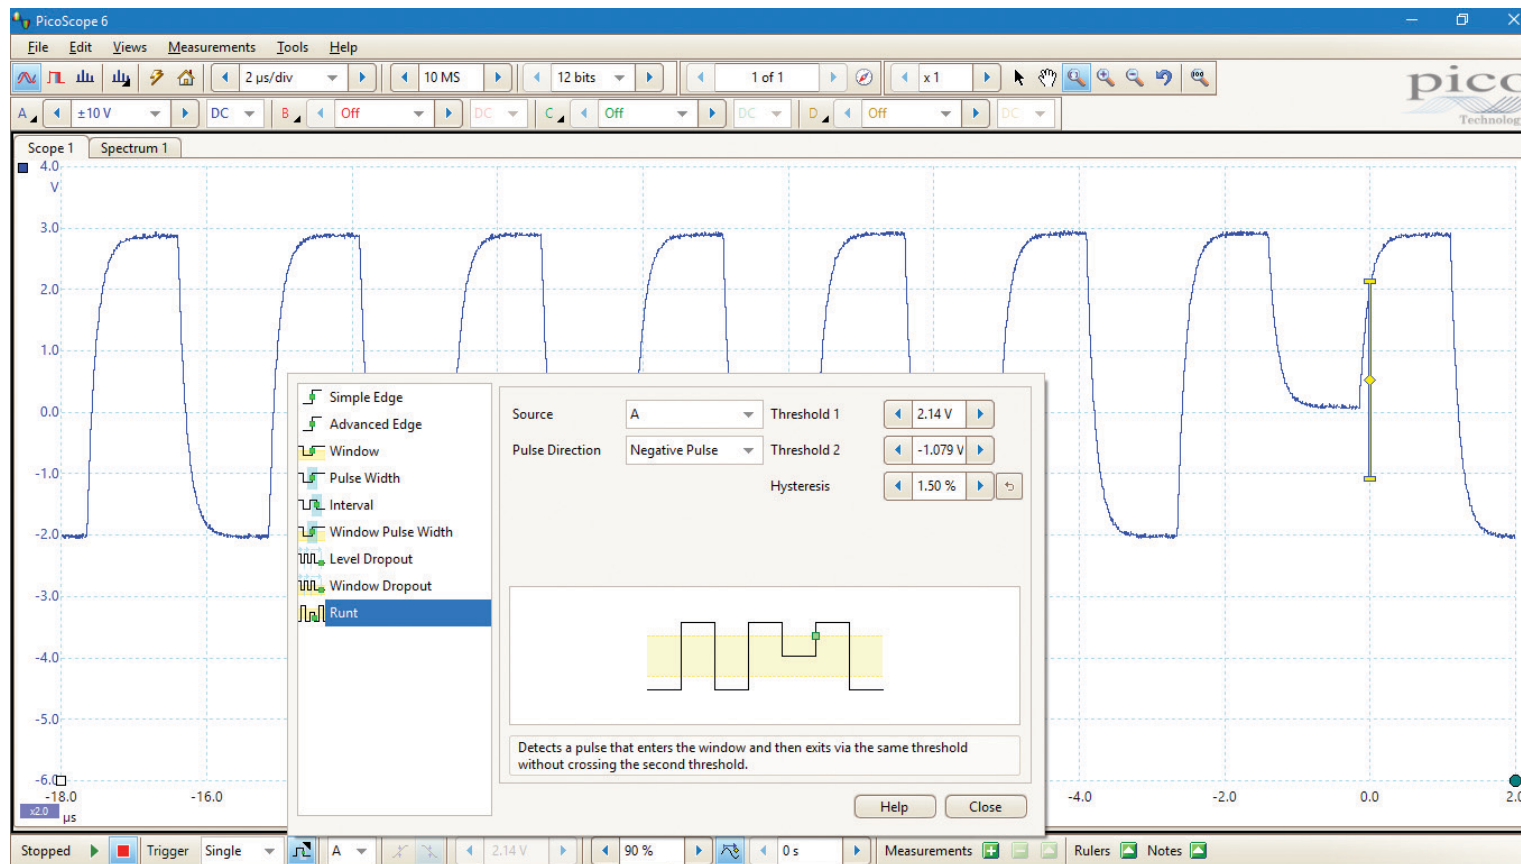 PicoScope 6
File Edit Views Measurements Tools Help
2 µs/div 10 MS 12 bits 1 of 1 x 1
pico
Technology
A ±10 V DC B Off DC C Off DC D Off DC
Scope 1 Spectrum 1
4.0
V
3.0
2.0
1.0
0.0
-1.0
-2.0
-3.0
-4.0
-5.0
-6.0
-18.0 -16.0 -4.0 -2.0 0.0 2.0
x2.0 µs
Simple Edge
Advanced Edge
Window
Pulse Width
Interval
Window Pulse Width
Level Dropout
Window Dropout
Runt
Source A Threshold 1 2.14 V
Pulse Direction Negative Pulse Threshold 2 -1.079 V
Hysteresis 1.50 %
Detects a pulse that enters the window and then exits via the same threshold
without crossing the second threshold.
Help Close
Stopped Trigger Single A 2.14 V 90 % 0 s Measurements Rulers Notes